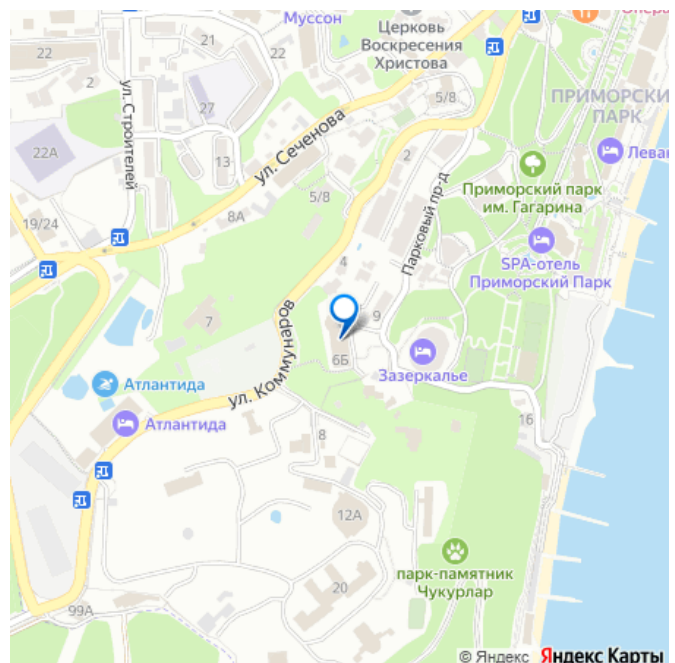 Муссон
Церковь
Воскресения
Христова
22
21
22
2
ул. Строителей
27
5/8
ПРИМОРСКИ
ПАРК
ул. Сеченова
22А
13
2
Леван
Приморский парк
им. Гагарина
Парковый пр-д
5/8
19/24
8А
4
SPA-отель
Приморский Парк
7
9
6Б
Зазеркалье
Атлантида
ул. Коммунаров
Атлантида
8
16
12А
парк-памятник
Чукурлар
20
99А
© Яндекс Яндекс Карты